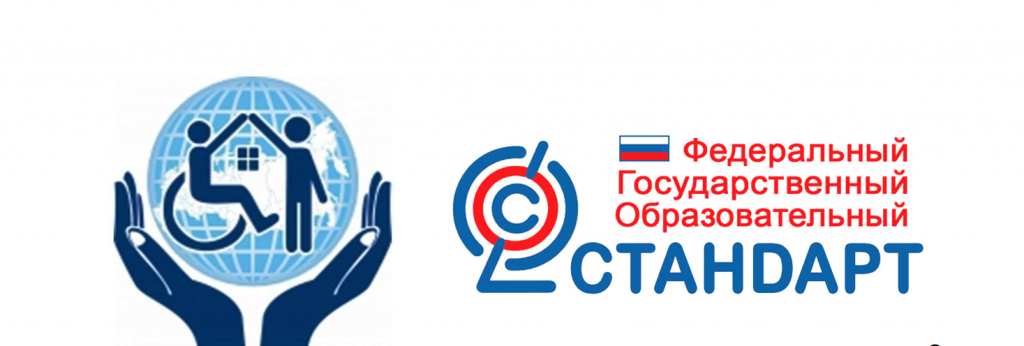 Федеральный
Государственный
Образовательный
СТАНДАРТ